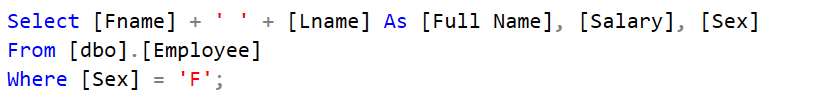 Select [Fname] + ' ' + [Lname] As [Full Name], [Salary], [Sex]
From [dbo].[Employee]
Where [Sex] = 'F';